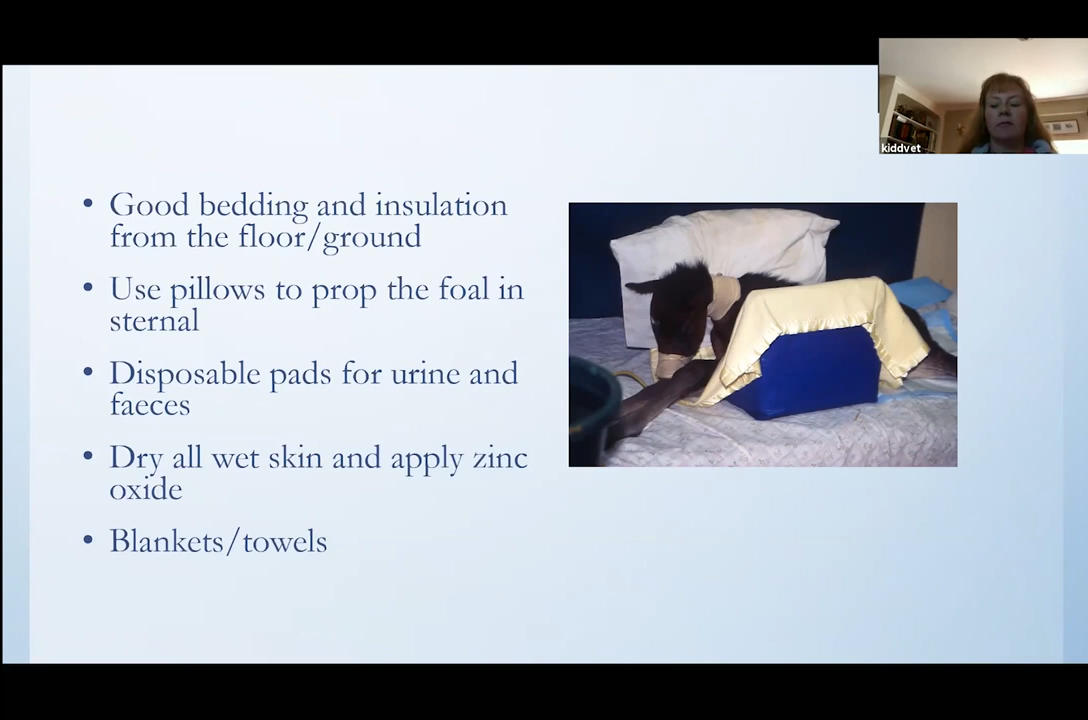 kiddvet
• Good bedding and insulation
from the floor/ground
• Use pillows to prop the foal in
sternal
• Disposable pads for urine and
faeces
• Dry all wet skin and apply zinc
oxide
• Blankets/towels